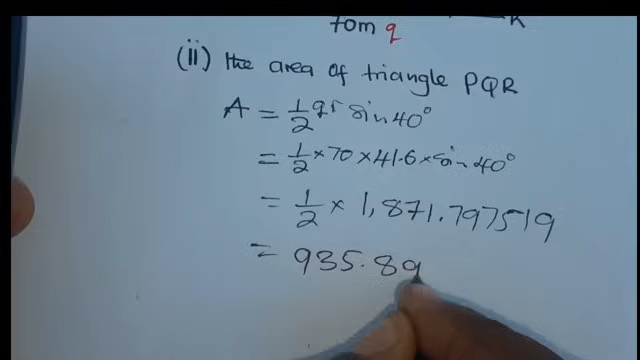 tom q
R
(ii) the area of triangle PQR
A = 1/2 qr sin 40°
= 1/2 × 70 × 41.6 × sin 40°
= 1/2 × 1,871.797519
= 935.89